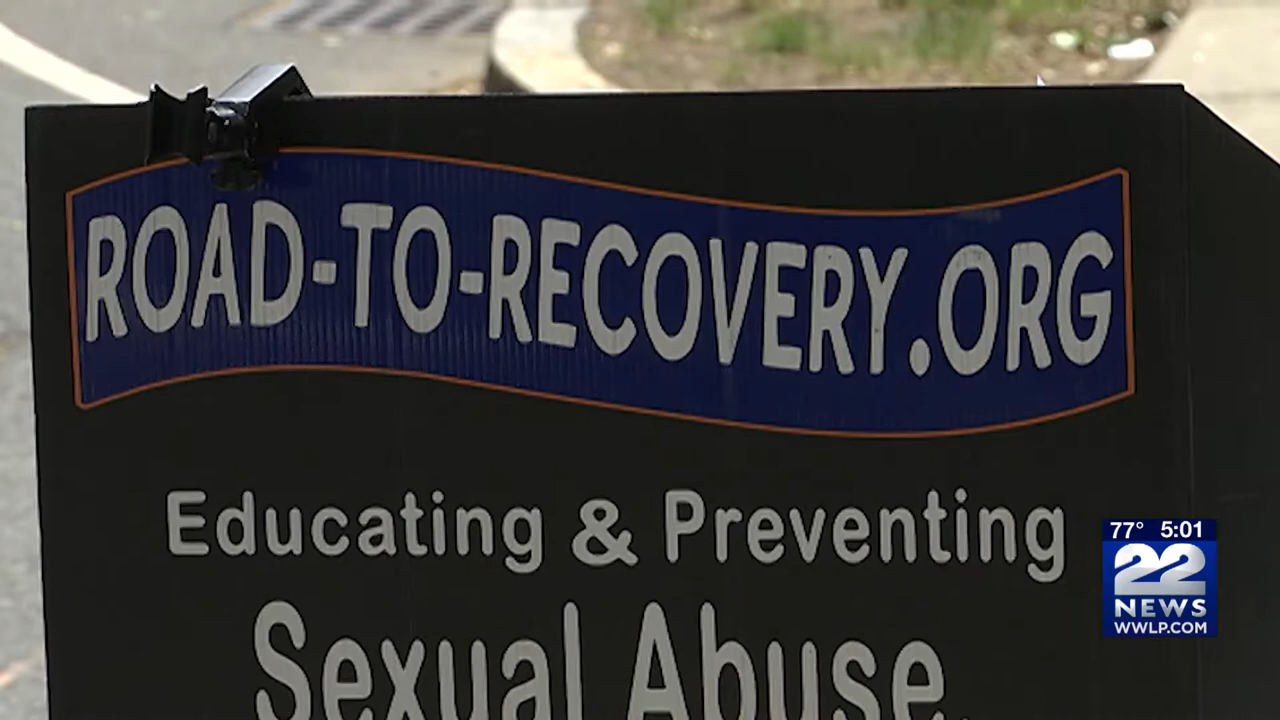 ROAD-TO-RECOVERY.ORG
Educating & Preventing
Sexual Abuse.
77° 5:01
22
NEWS
WWLP.COM